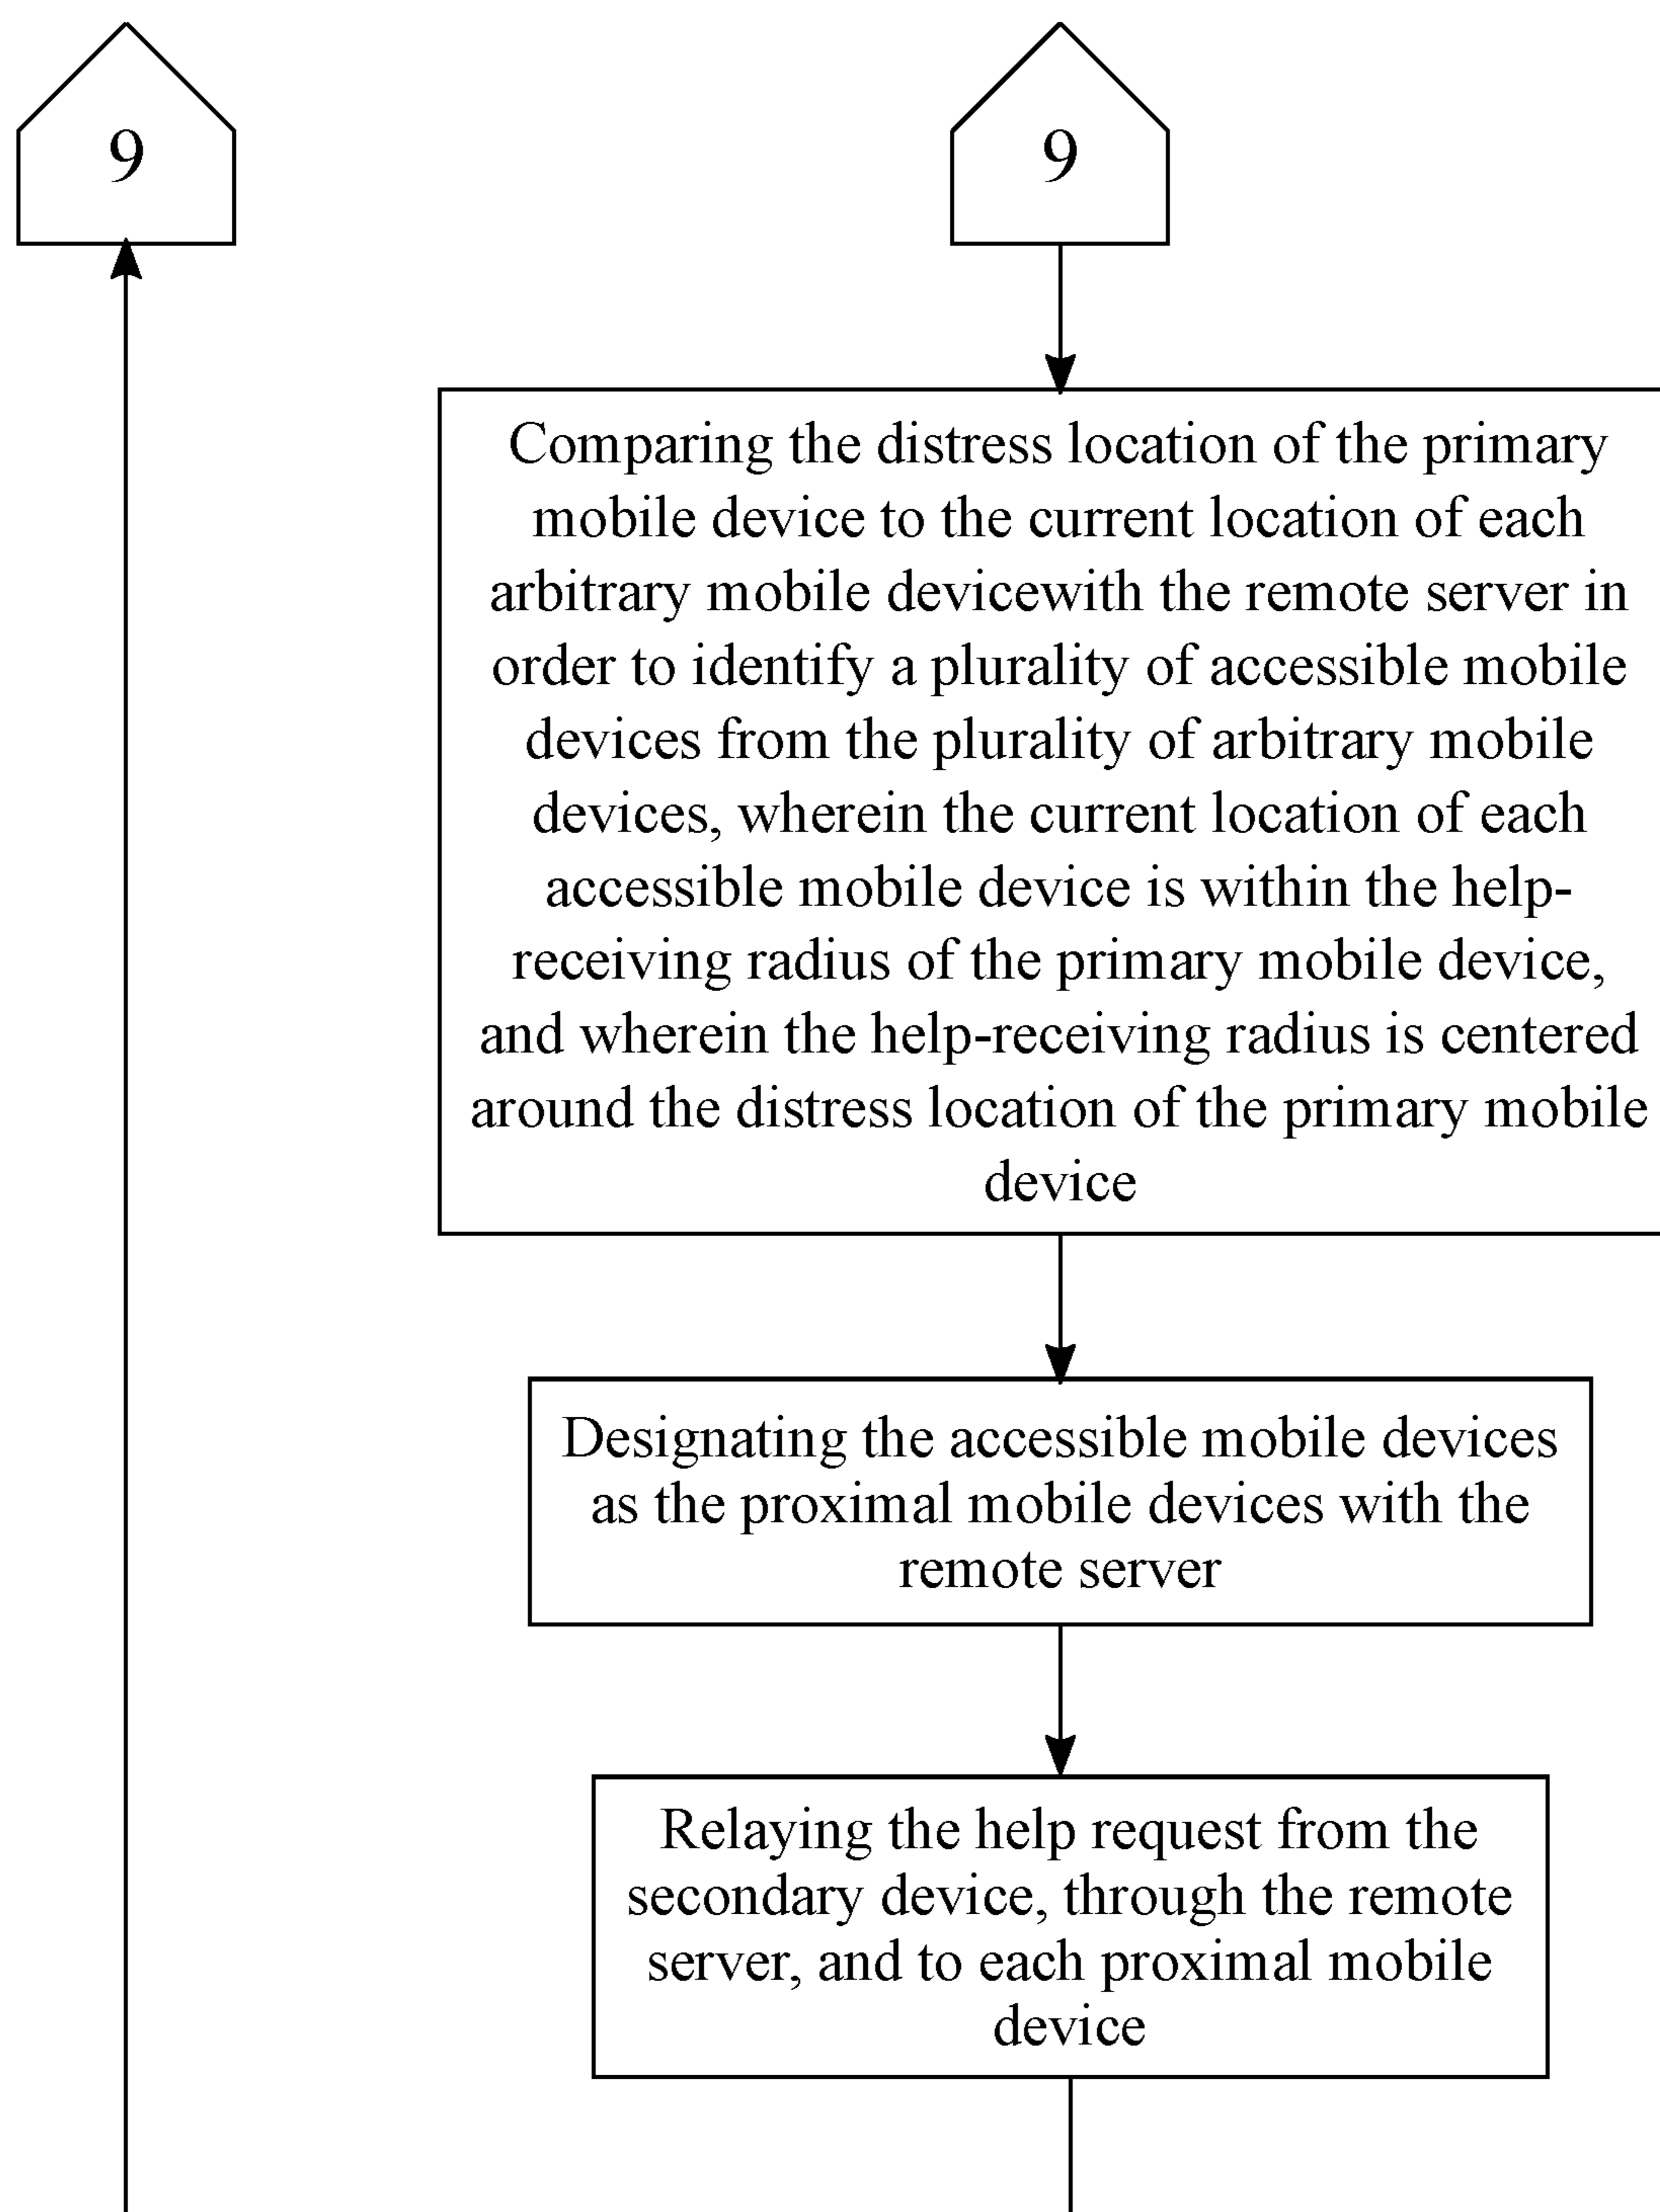 9
9
Comparing the distress location of the primary
mobile device to the current location of each
arbitrary mobile devicewith the remote server in
order to identify a plurality of accessible mobile
devices from the plurality of arbitrary mobile
devices, wherein the current location of each
accessible mobile device is within the help-
receiving radius of the primary mobile device,
and wherein the help-receiving radius is centered
around the distress location of the primary mobile
device
Designating the accessible mobile devices
as the proximal mobile devices with the
remote server
Relaying the help request from the
secondary device, through the remote
server, and to each proximal mobile
device